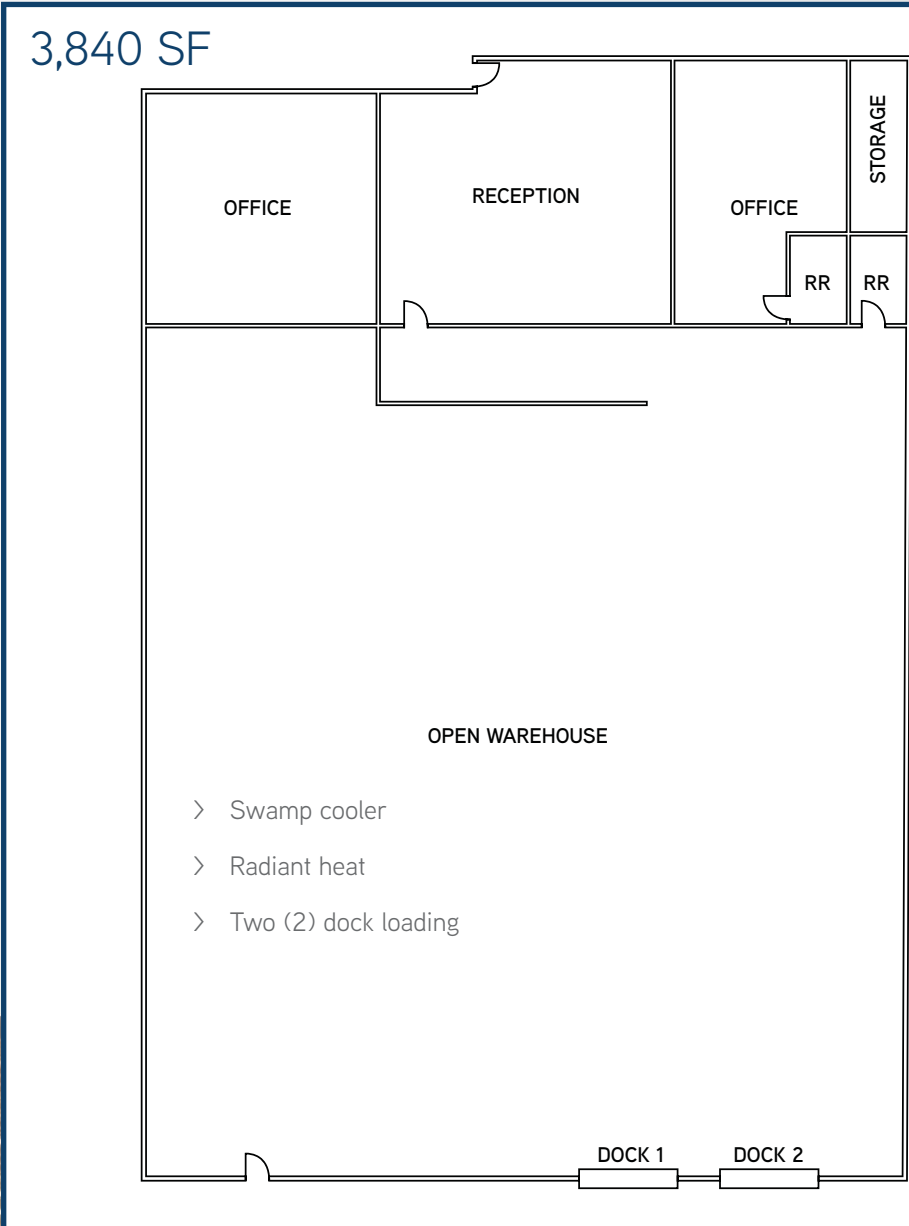 3,840 SF
STORAGE
RECEPTION
OFFICE
OFFICE
RR
RR
OPEN WAREHOUSE
> Swamp cooler
> Radiant heat
> Two (2) dock loading
DOCK 1
DOCK 2